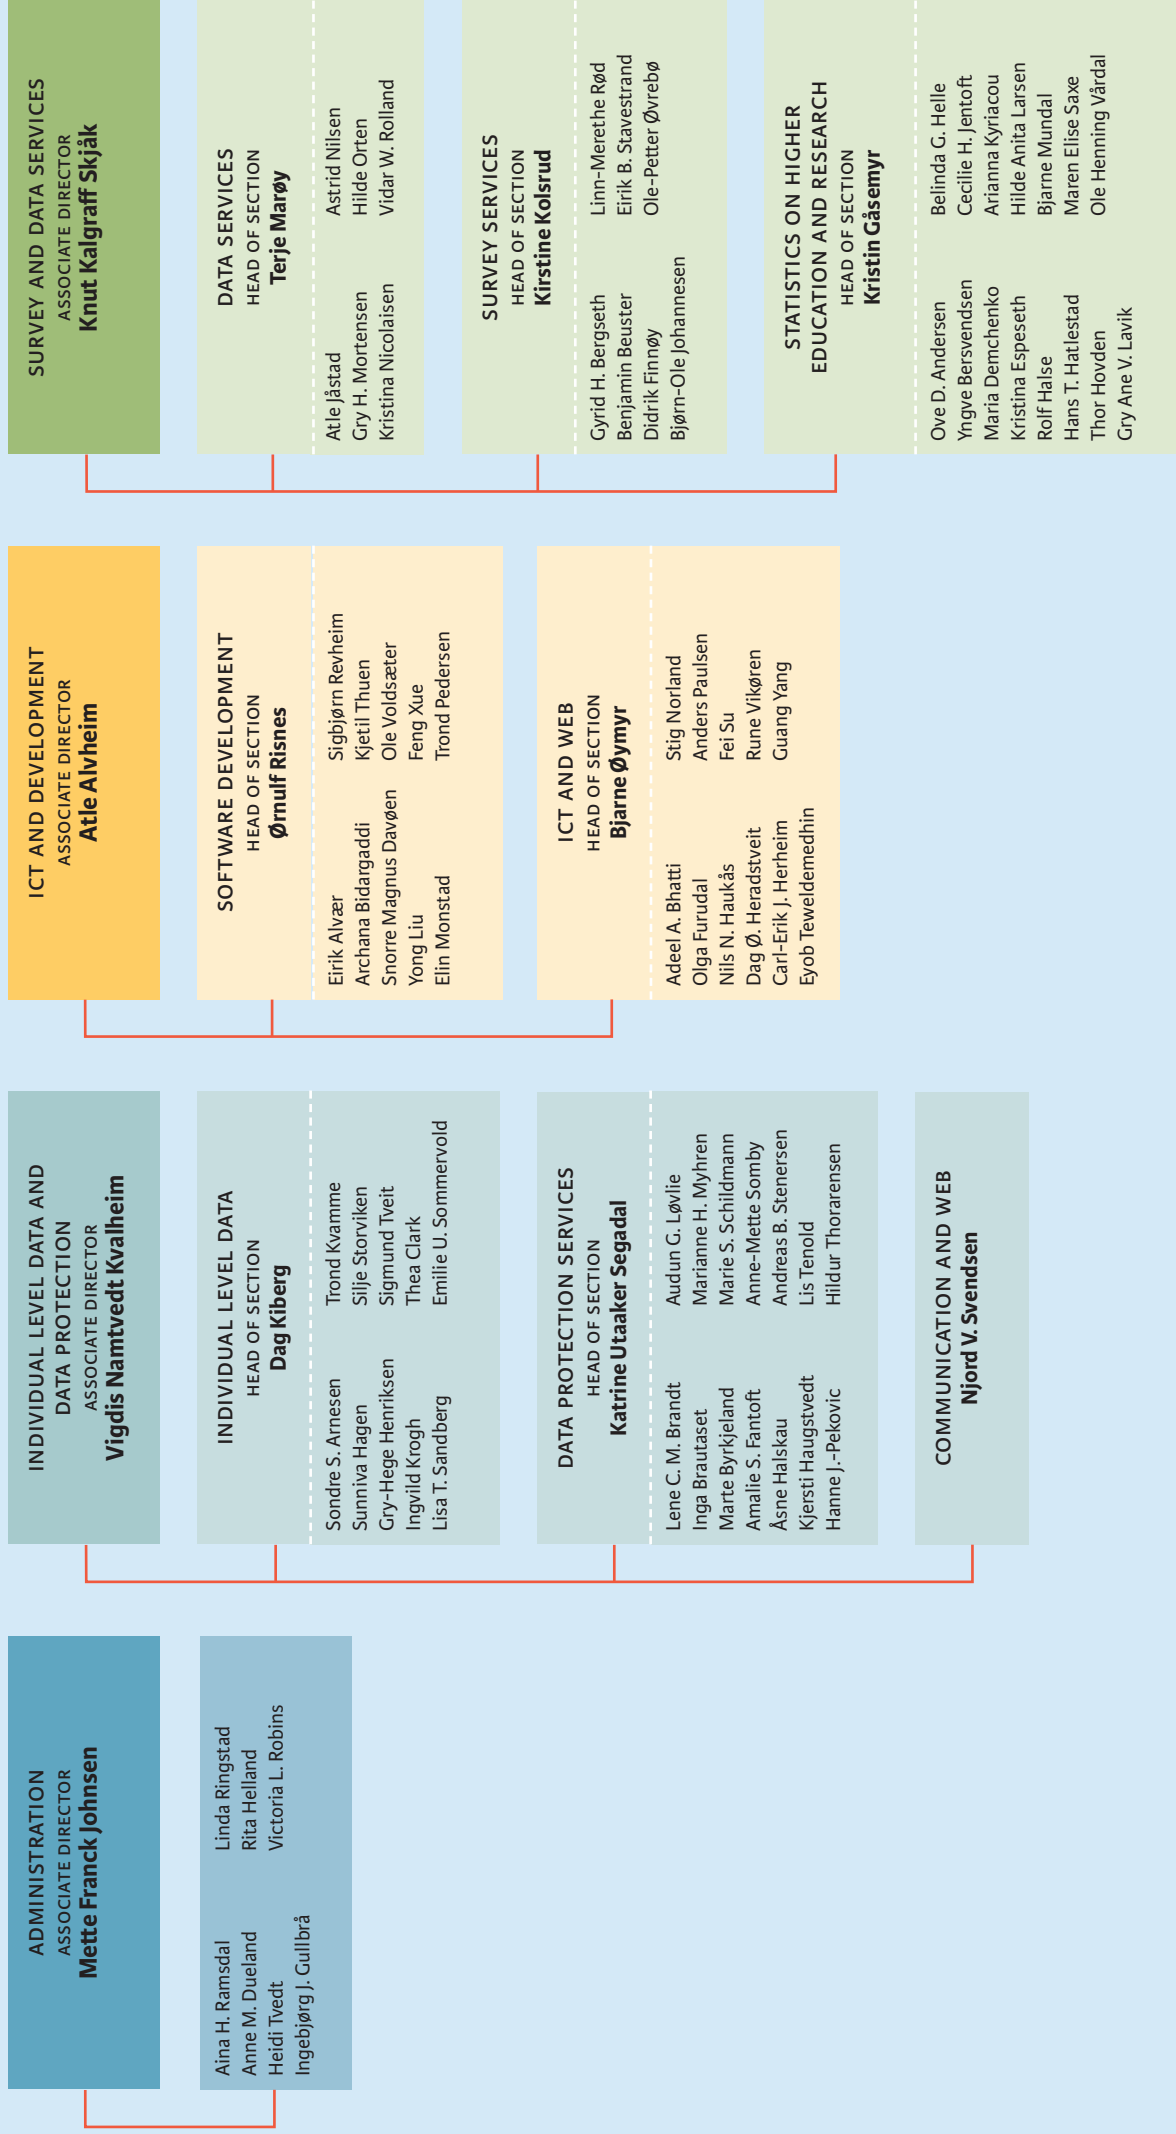 ADMINISTRATION
ASSOCIATE DIRECTOR
Mette Franck Johnsen
Aina H. Ramsdal
Anne M. Dueland
Heidi Tvedt
Ingebjørg J. Gullbrå
Linda Ringstad
Rita Helland
Victoria L. Robins
INDIVIDUAL LEVEL DATA AND
DATA PROTECTION
ASSOCIATE DIRECTOR
Vigdis Namtvedt Kvalheim
INDIVIDUAL LEVEL DATA
HEAD OF SECTION
Dag Kiberg
Sondre S. Arnesen
Sunniva Hagen
Gry-Hege Henriksen
Ingvild Krogh
Lisa T. Sandberg
Trond Kvamme
Silje Storviken
Sigmund Tveit
Thea Clark
Emilie U. Sommervold
DATA PROTECTION SERVICES
HEAD OF SECTION
Katrine Utaaker Segadal
Lene C. M. Brandt
Inga Brautaset
Marte Byrkjeland
Amalie S. Fantoft
Åsne Halskau
Kjersti Haugstvedt
Hanne J.-Pekovic
Audun G. Løvlie
Marianne H. Myhren
Marie S. Schildmann
Anne-Mette Somby
Andreas B. Stenersen
Lis Tenold
Hildur Thorarensen
COMMUNICATION AND WEB
Njord V. Svendsen
ICT AND DEVELOPMENT
ASSOCIATE DIRECTOR
Atle Alvheim
SOFTWARE DEVELOPMENT
HEAD OF SECTION
Ørnulf Risnes
Eirik Alvær
Archana Bidargaddi
Snorre Magnus Davøen
Yong Liu
Elin Monstad
Sigbjørn Revheim
Kjetil Thuen
Ole Voldsæter
Feng Xue
Trond Pedersen
ICT AND WEB
HEAD OF SECTION
Bjarne Øymyr
Adeel A. Bhatti
Olga Furudal
Nils N. Haukås
Dag Ø. Heradstveit
Carl-Erik J. Herheim
Eyob Teweldemedhin
Stig Norland
Anders Paulsen
Fei Su
Rune Vikøren
Guang Yang
SURVEY AND DATA SERVICES
ASSOCIATE DIRECTOR
Knut Kalgraff Skjåk
DATA SERVICES
HEAD OF SECTION
Terje Marøy
Atle Jåstad
Gry H. Mortensen
Kristina Nicolaisen
Astrid Nilsen
Hilde Orten
Vidar W. Rolland
SURVEY SERVICES
HEAD OF SECTION
Kirstine Kolsrud
Gyrid H. Bergseth
Benjamin Beuster
Didrik Finnøy
Bjørn-Ole Johannesen
Linn-Merethe Rød
Eirik B. Stavestrand
Ole-Petter Øvrebø
STATISTICS ON HIGHER
EDUCATION AND RESEARCH
HEAD OF SECTION
Kristin Gåsemyr
Ove D. Andersen
Yngve Bersvendsen
Maria Demchenko
Kristina Espeseth
Rolf Halse
Hans T. Hatlestad
Thor Hovden
Gry Ane V. Lavik
Belinda G. Helle
Cecilie H. Jentoft
Arianna Kyriacou
Hilde Anita Larsen
Bjarne Mundal
Maren Elise Saxe
Ole Henning Vårdal